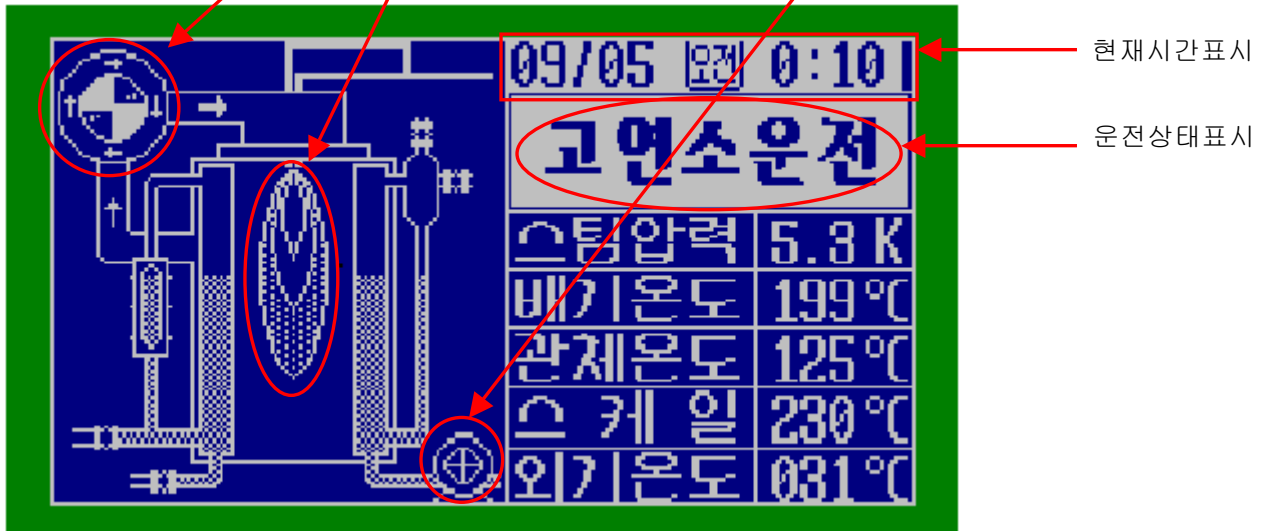 09/05 오전 0:10
현재시간표시
고연소운전
운전상태표시
스팀압력 5.3 K
배기온도 199℃
관체온도 125℃
스케일 230℃
외기온도 031℃